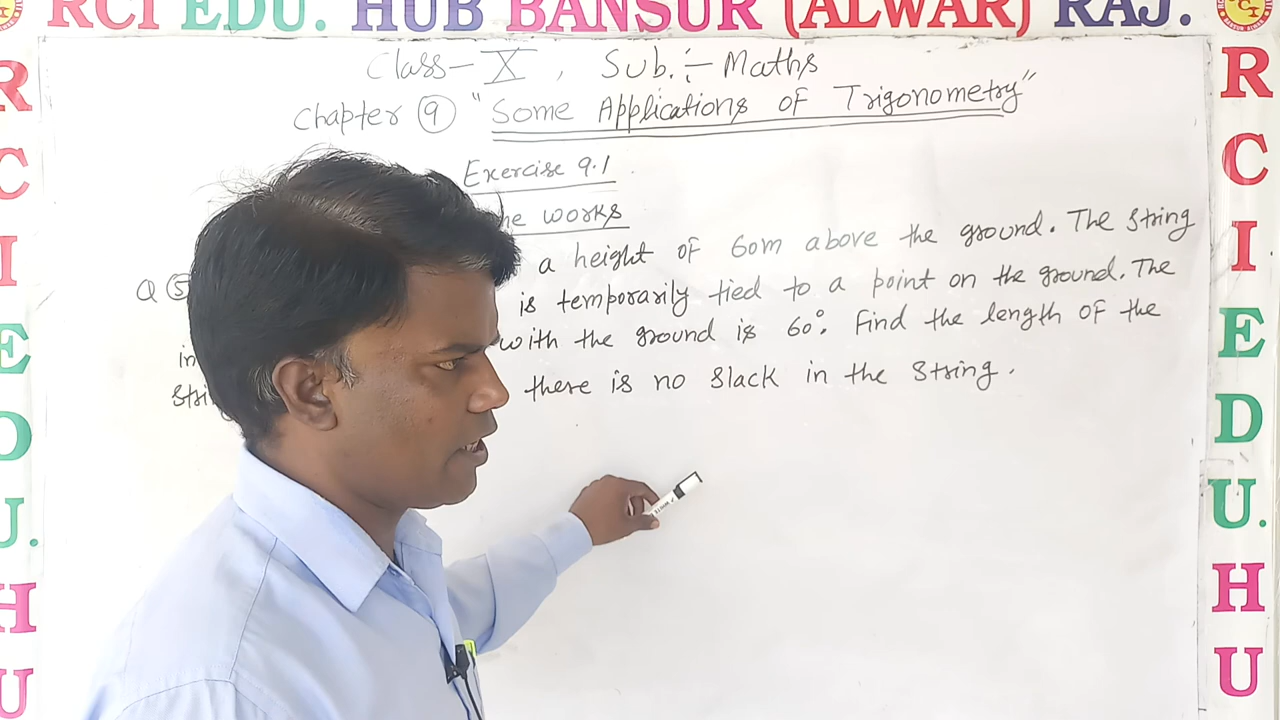 RCI EDU. HUB BANSUR (ALWAR) RAJ.
Class - X, Sub. :- Maths
Chapter 9 "Some Applications of Trigonometry"
Exercise 9.1
works
Q 5 a height of 60m above the ground. The string
is temporarily tied to a point on the ground. The
in with the ground is 60°. Find the length of the
there is no slack in the string.
R
C
I
E
D
U.
H
U
R
C
I
E
D
U.
H
U